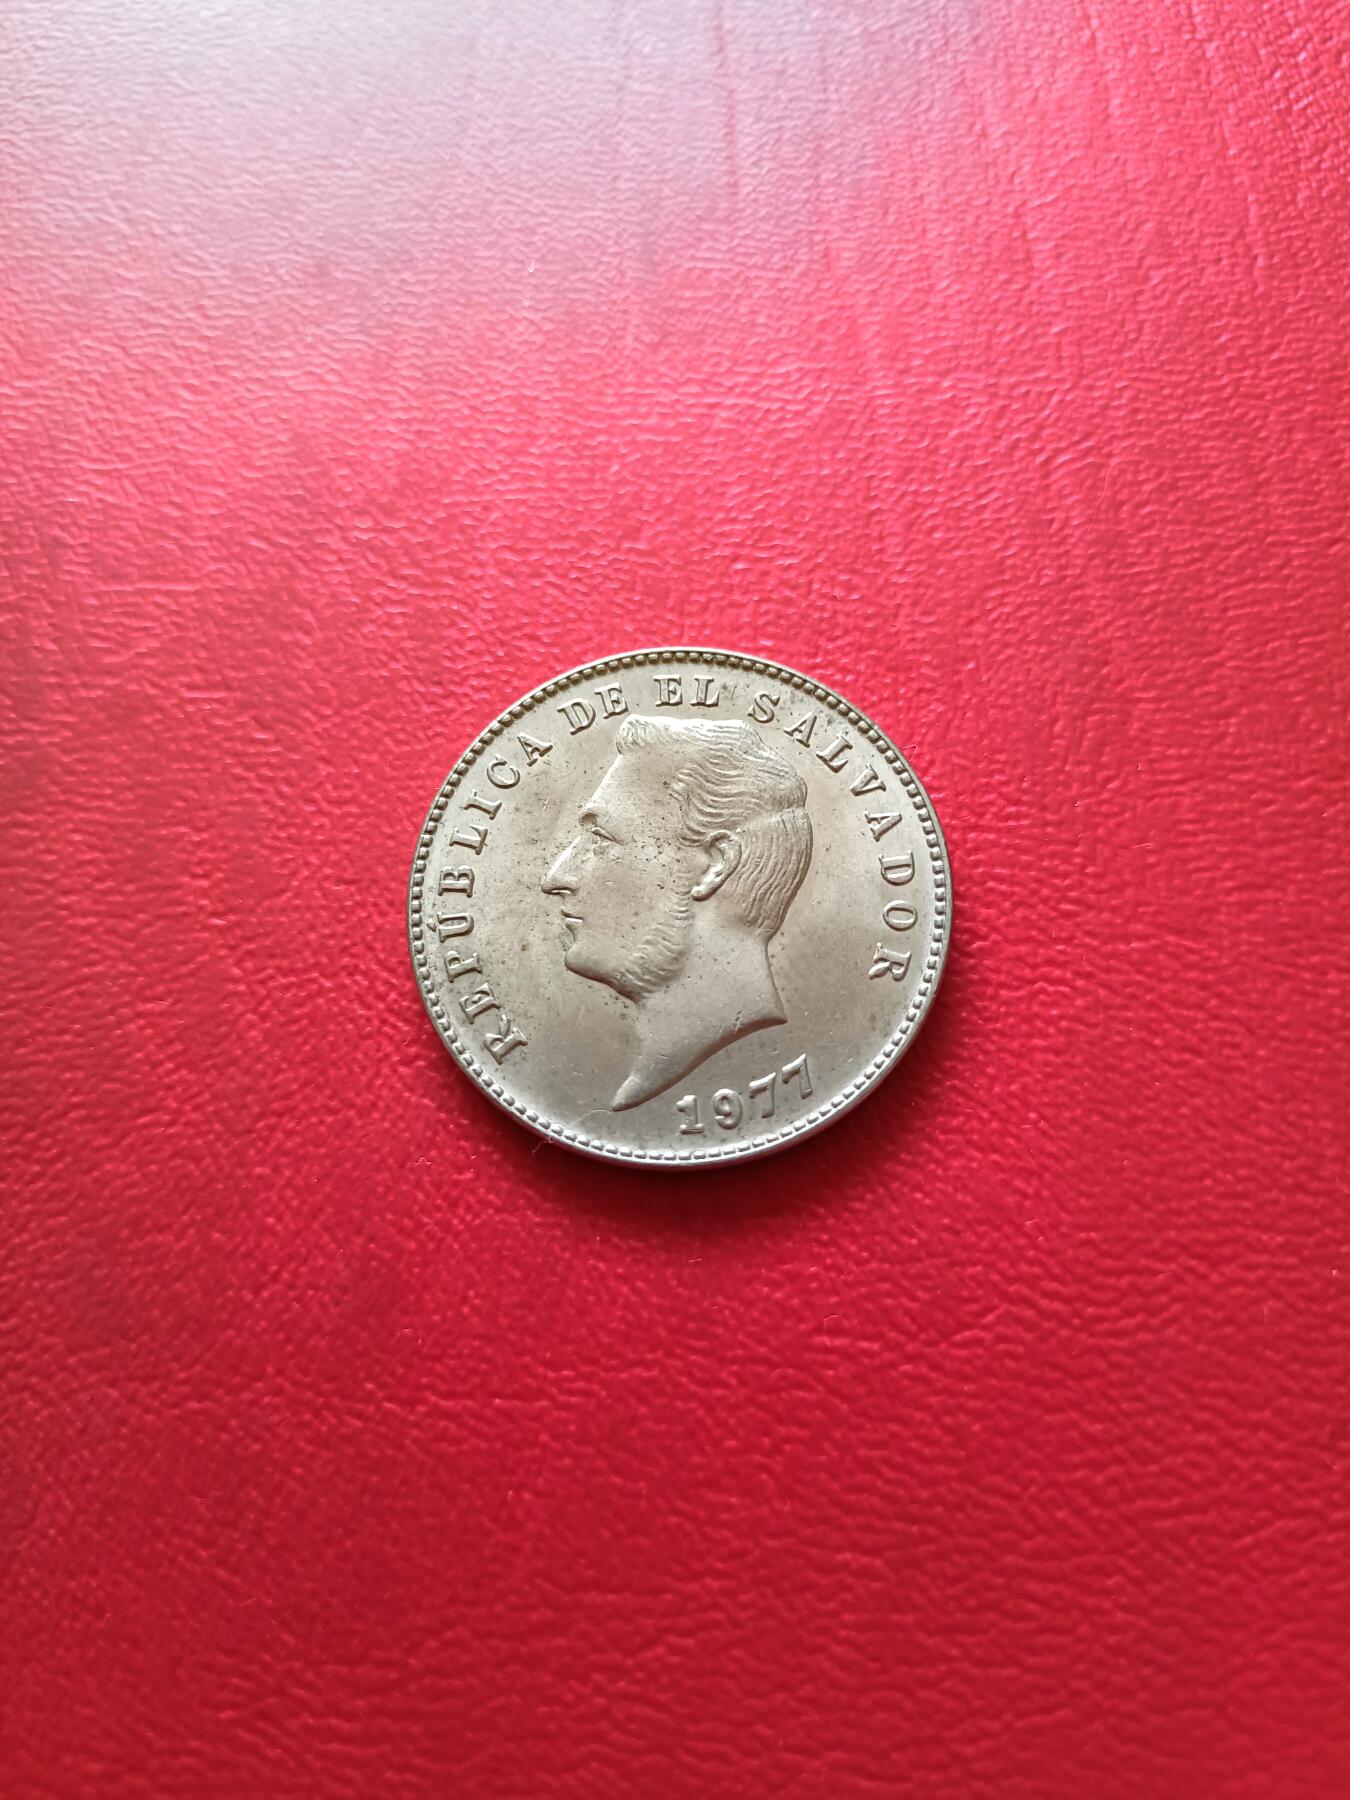 REPÚBLICA DE EL SALVADOR
1977